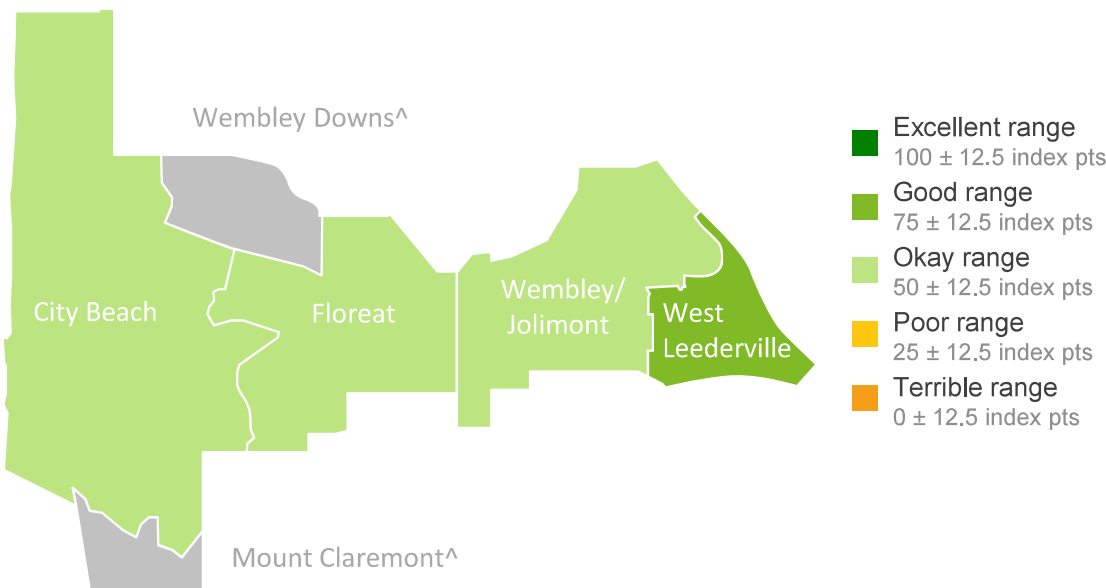 Wembley Downs^
City Beach
Floreat
Wembley/
Jolimont
West
Leederville
Mount Claremont^
Excellent range
100 ± 12.5 index pts
Good range
75 ± 12.5 index pts
Okay range
50 ± 12.5 index pts
Poor range
25 ± 12.5 index pts
Terrible range
0 ± 12.5 index pts